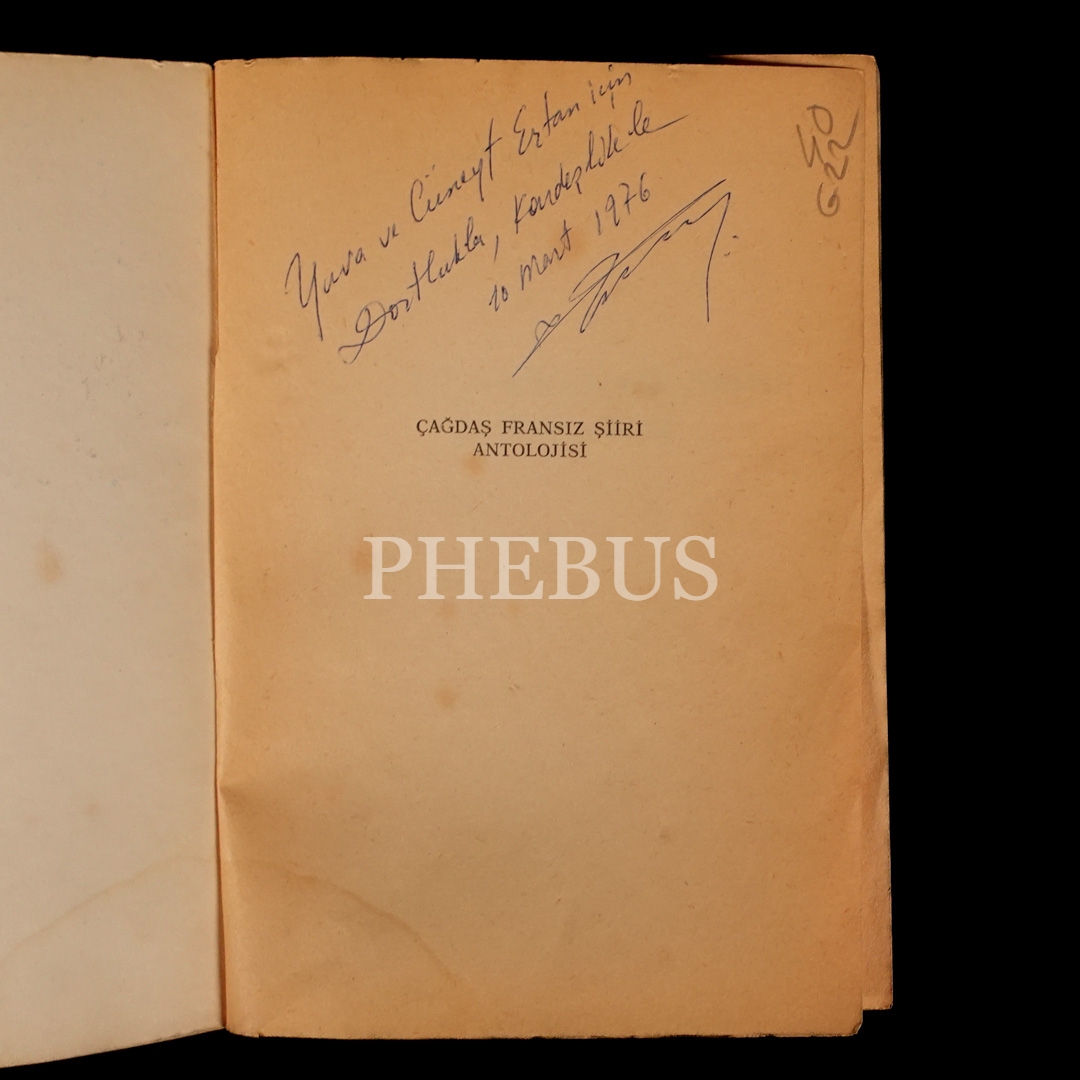 Yuva ve Cüneyt Ertan için
Dostlukla, Kardeşlikle
10 Mart 1976
ÇAĞDAŞ FRANSIZ ŞİİRİ
ANTOLOJİSİ
PHEBUS